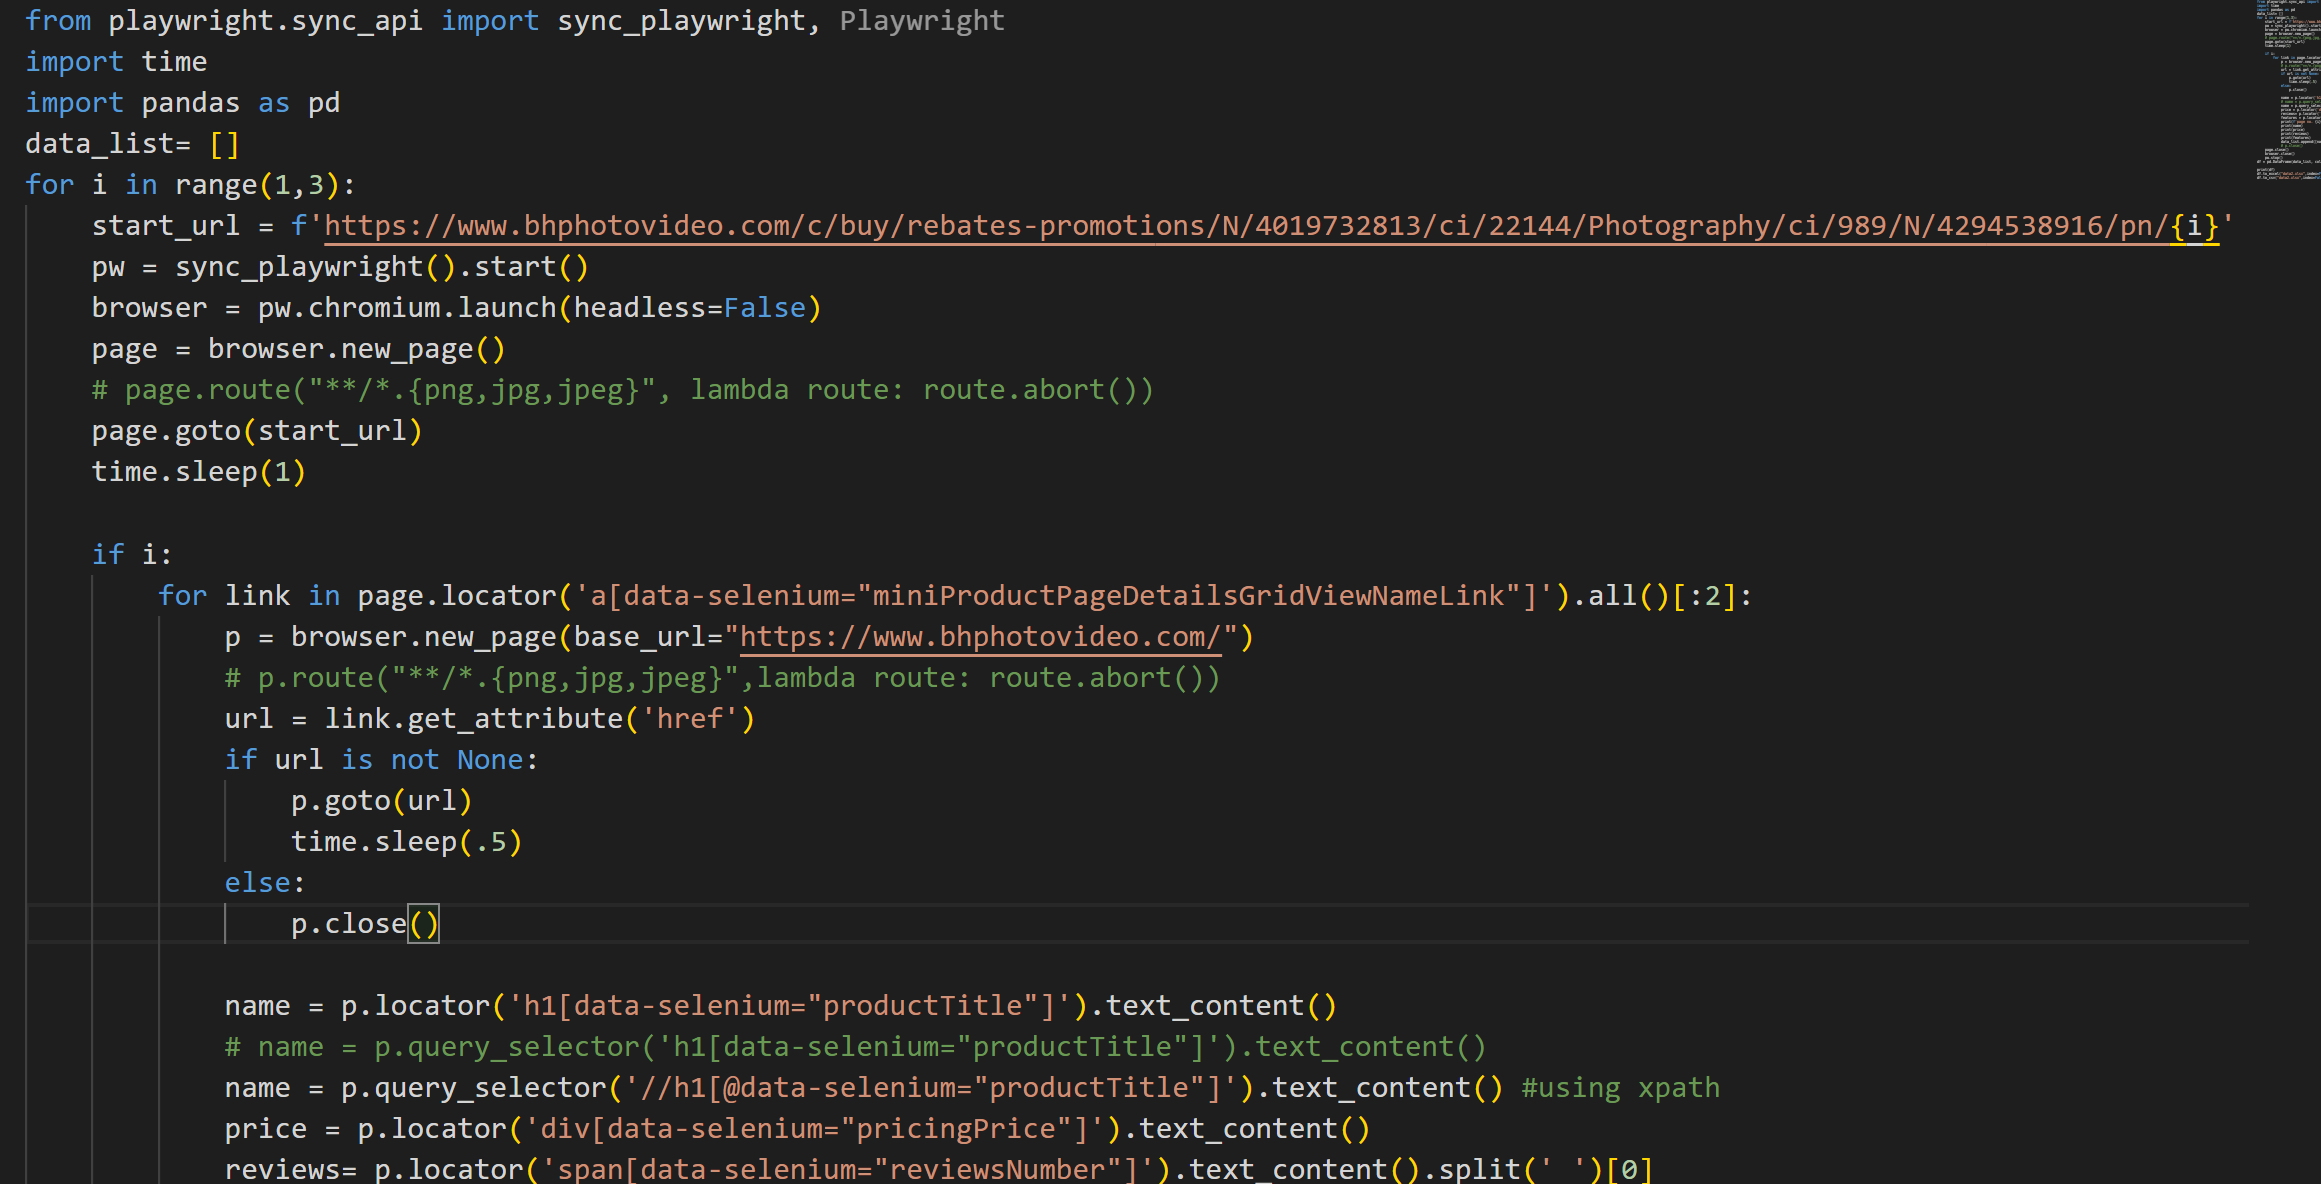 from playwright.sync_api import sync_playwright, Playwright
import time
import pandas as pd
data_list= []
for i in range(1,3):
    start_url = f'https://www.bhphotovideo.com/c/buy/rebates-promotions/N/4019732813/ci/22144/Photography/ci/989/N/4294538916/pn/{i}'
    pw = sync_playwright().start()
    browser = pw.chromium.launch(headless=False)
    page = browser.new_page()
    # page.route("**/*.{png,jpg,jpeg}", lambda route: route.abort())
    page.goto(start_url)
    time.sleep(1)
    if i:
        for link in page.locator('a[data-selenium="miniProductPageDetailsGridViewNameLink"]').all()[:2]:
            p = browser.new_page(base_url="https://www.bhphotovideo.com/")
            # p.route("**/*.{png,jpg,jpeg}",lambda route: route.abort())
            url = link.get_attribute('href')
            if url is not None:
                p.goto(url)
                time.sleep(.5)
            else:
                p.close()
            name = p.locator('h1[data-selenium="productTitle"]').text_content()
            # name = p.query_selector('h1[data-selenium="productTitle"]').text_content()
            name = p.query_selector('//h1[@data-selenium="productTitle"]').text_content() #using xpath
            price = p.locator('div[data-selenium="pricingPrice"]').text_content()
            reviews= p.locator('span[data-selenium="reviewsNumber"]').text_content().split(' ')[0]